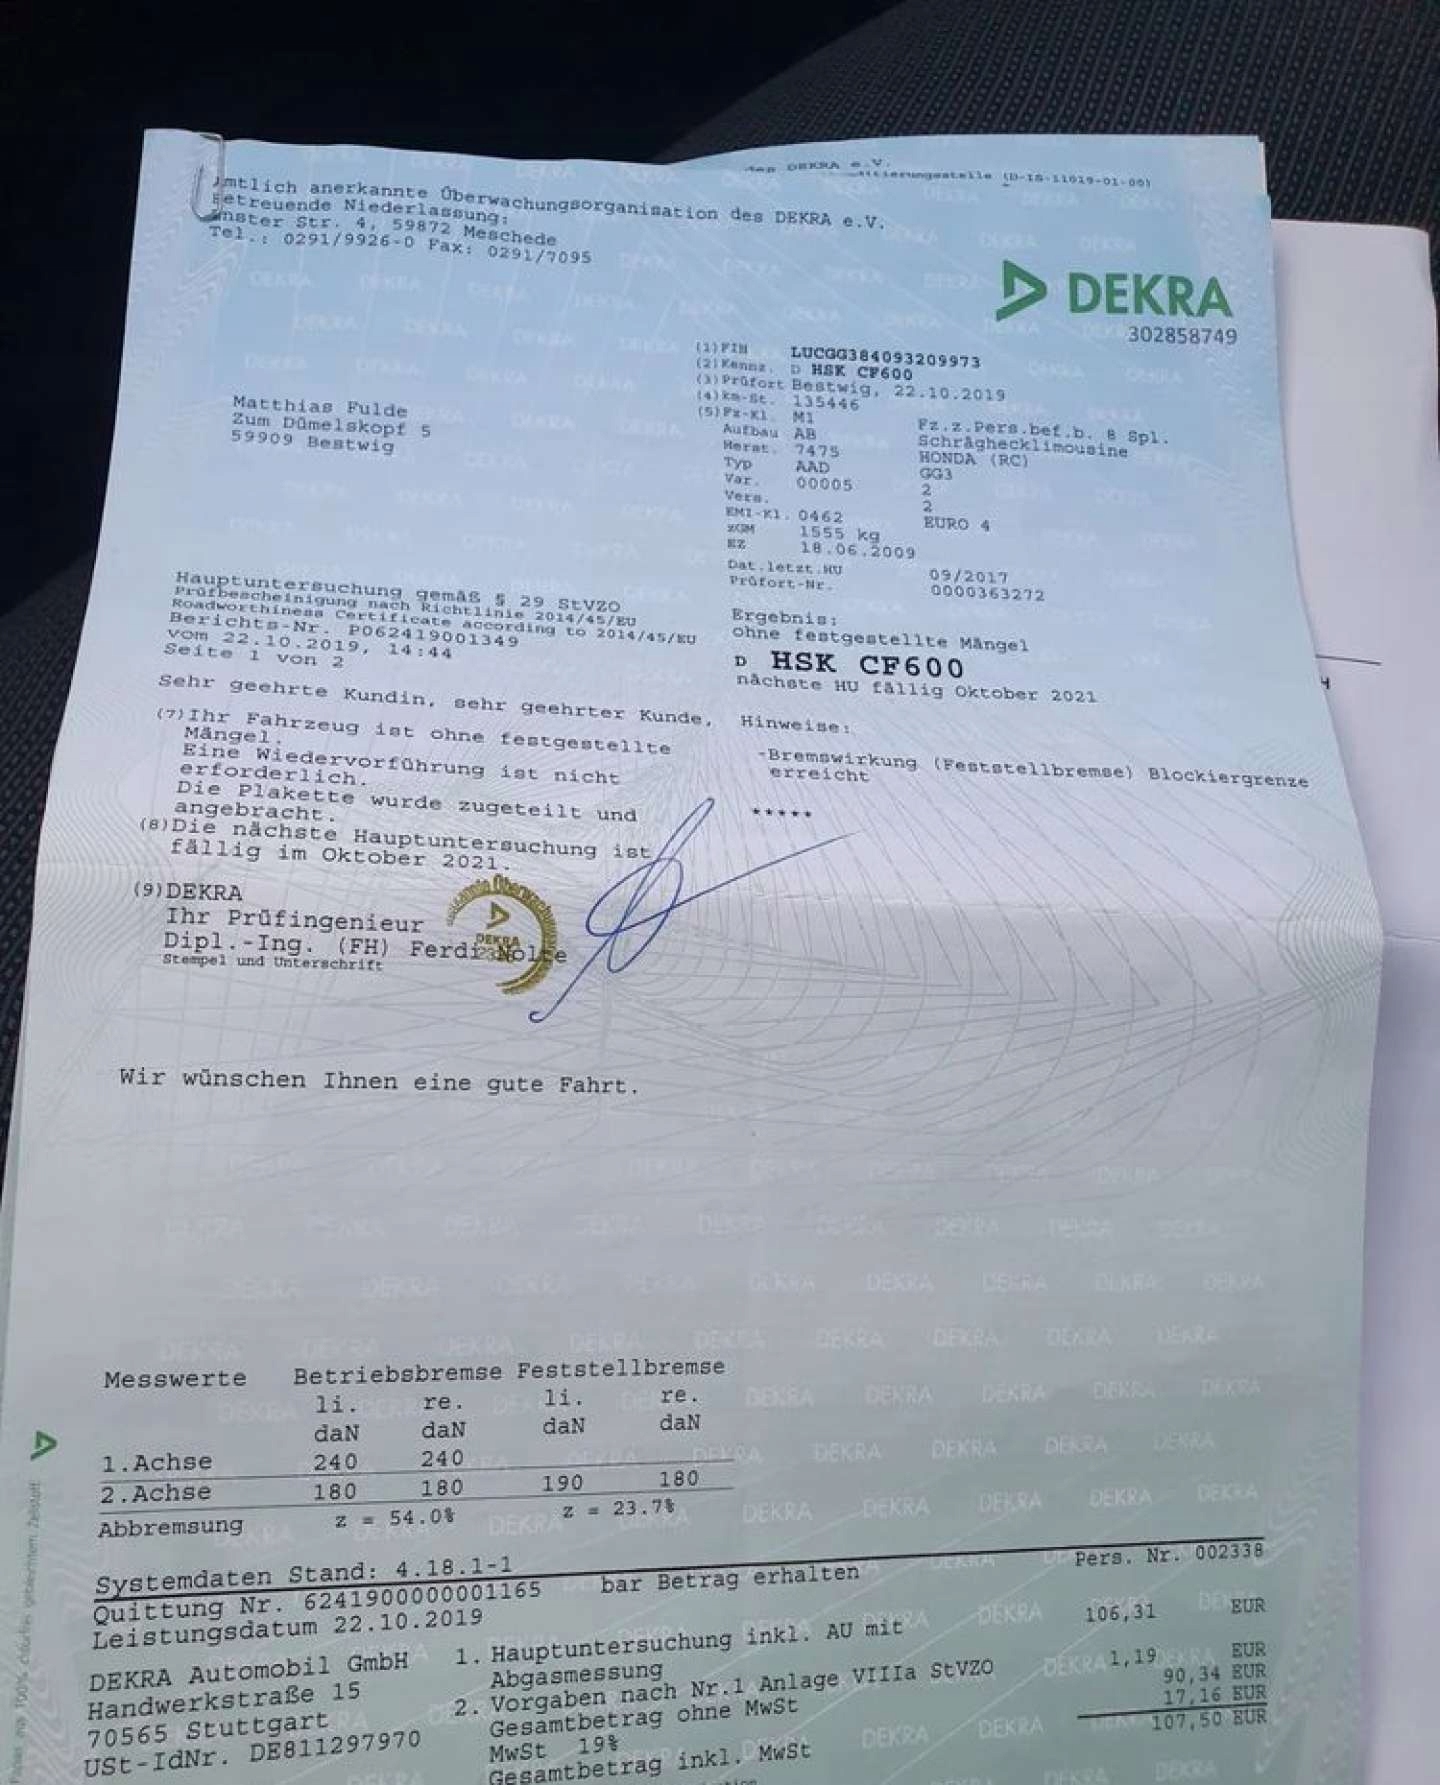 des DEKRA e.V.
(D-IS-11019-01-00)
Amtlich anerkannte Überwachungsorganisation des DEKRA e.V.
Betreuende Niederlassung:
Str. 4, 59872 Meschede
Tel.: 0291/9926-0 Fax: 0291/7095
DEKRA
302858749
Matthias Fulde
Zum Dümelskopf 5
59909 Bestwig
(1) FIN LUCGG384093209973
(2) Kennz. D HSK CF600
(3) Prüfort Bestwig, 22.10.2019
(4) km-St. 135446
(5) Fz-Kl. M1 Fz.z.Pers.bef.b. 8 Spl.
Aufbau AB Schräghecklimousine
Herst. 7475 HONDA (RC)
Typ AAD GG3
Var. 00005 2
Vers. 2
EMI-Kl. 0462 EURO 4
zGM 1555 kg
EZ 18.06.2009
Dat.letzt.HU 09/2017
Prüfort-Nr. 0000363272
Hauptuntersuchung gemäß § 29 StVZO
Prüfbescheinigung nach Richtlinie 2014/45/EU
Roadworthiness Certificate according to 2014/45/EU
Berichts-Nr. P062419001349
vom 22.10.2019, 14:44
Seite 1 von 2
Ergebnis:
ohne festgestellte Mängel
D HSK CF600
nächste HU fällig Oktober 2021
Sehr geehrte Kundin, sehr geehrter Kunde,
(7) Ihr Fahrzeug ist ohne festgestellte
Mängel.
Eine Wiedervorführung ist nicht
erforderlich.
Die Plakette wurde zugeteilt und
angebracht.
(8) Die nächste Hauptuntersuchung ist
fällig im Oktober 2021.
Hinweise:
-Bremswirkung (Feststellbremse) Blockiergrenze
erreicht
*****
(9) DEKRA
Ihr Prüfingenieur
Dipl.-Ing. (FH) Ferdi Nolte
Stempel und Unterschrift
DEKRA
Wir wünschen Ihnen eine gute Fahrt.
Messwerte Betriebsbremse Feststellbremse
li. re. li. re.
daN daN daN daN
1.Achse 240 240
2.Achse 180 180 190 180
Abbremsung z = 54.0% z = 23.7%
Systemdaten Stand: 4.18.1-1 Pers. Nr. 002338
Quittung Nr. 6241900000001165 bar Betrag erhalten
Leistungsdatum 22.10.2019
DEKRA Automobil GmbH
Handwerkstraße 15
70565 Stuttgart
USt-IdNr. DE811297970
1. Hauptuntersuchung inkl. AU mit 106,31 EUR
Abgasmessung
2. Vorgaben nach Nr.1 Anlage VIIIa StVZO 1,19 EUR
Gesamtbetrag ohne MwSt 90,34 EUR
MwSt 19% 17,16 EUR
Gesamtbetrag inkl. MwSt 107,50 EUR